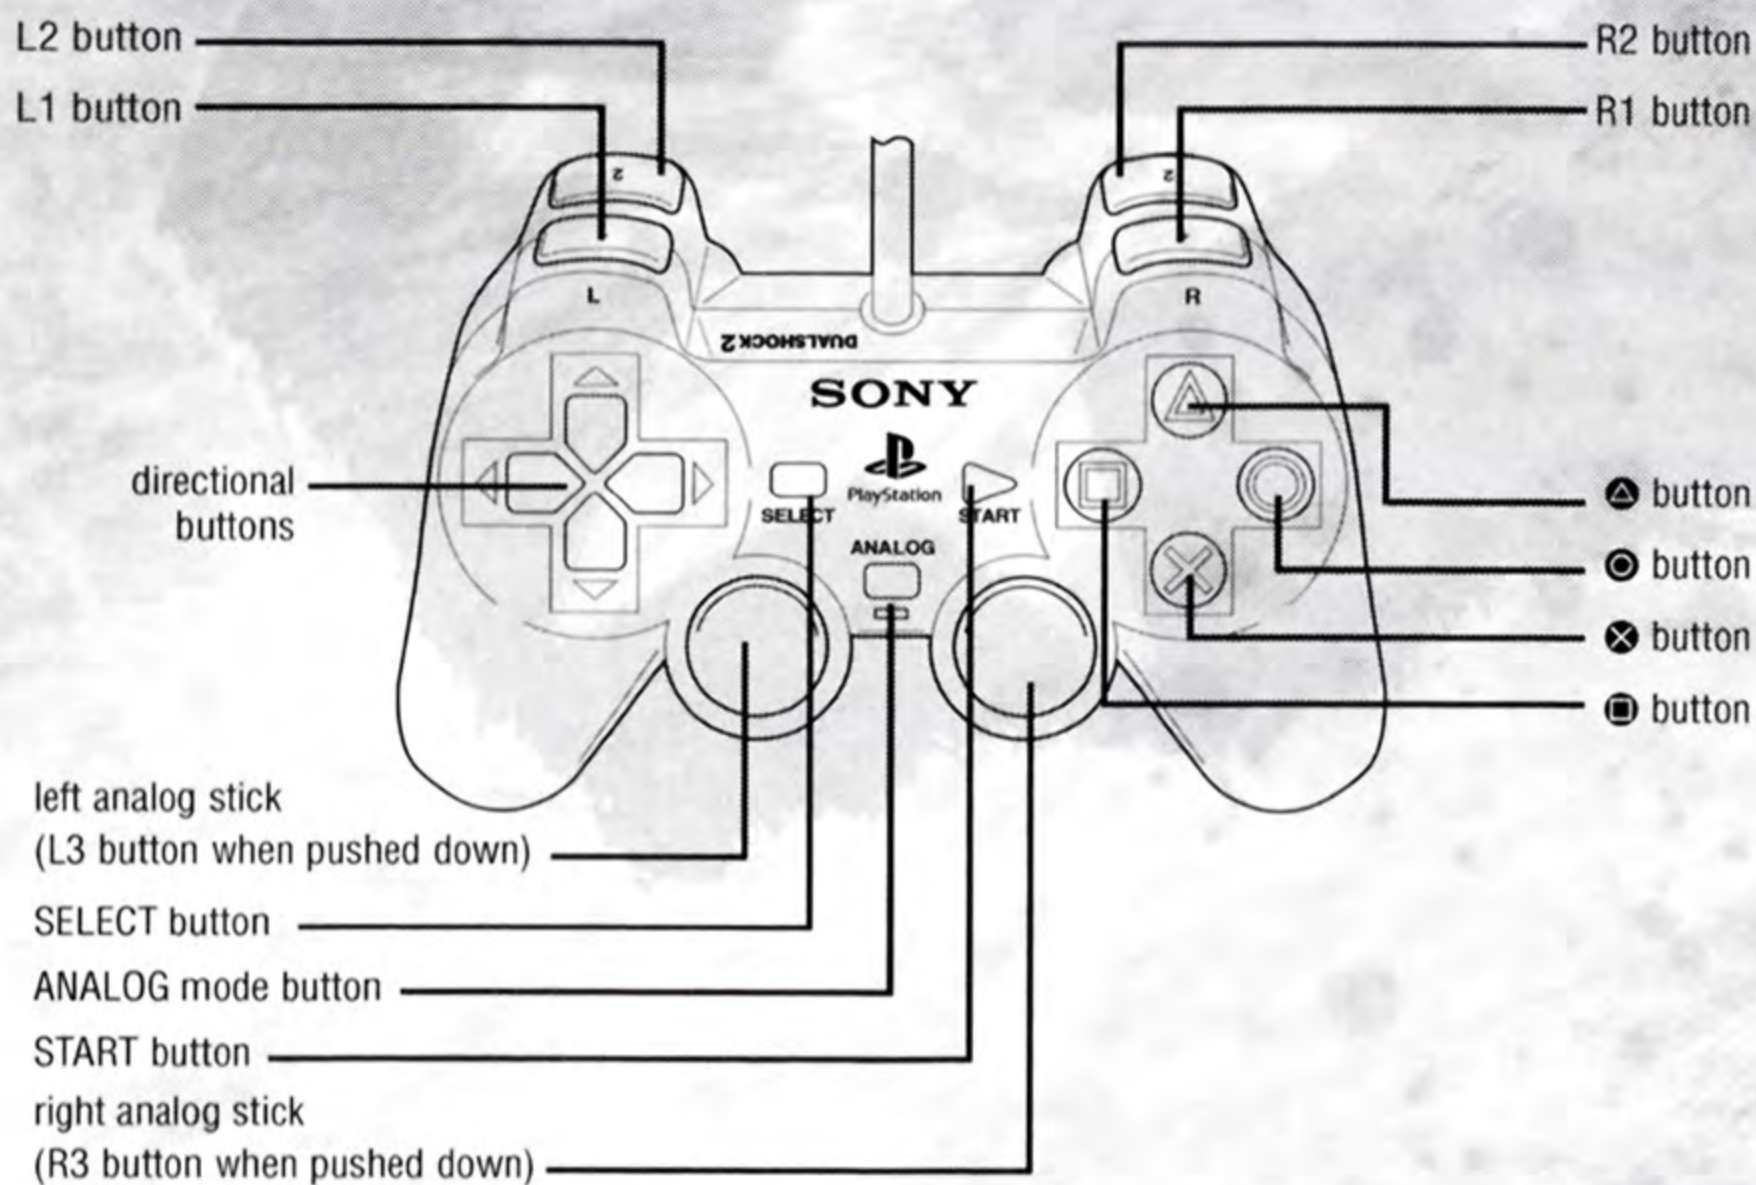 L2 button
R2 button
L1 button
R1 button
2
2
L
R
DUALSHOCK 2
SONY
PlayStation
SELECT
START
ANALOG
directional
buttons
△ button
○ button
✕ button
□ button
left analog stick
(L3 button when pushed down)
SELECT button
ANALOG mode button
START button
right analog stick
(R3 button when pushed down)